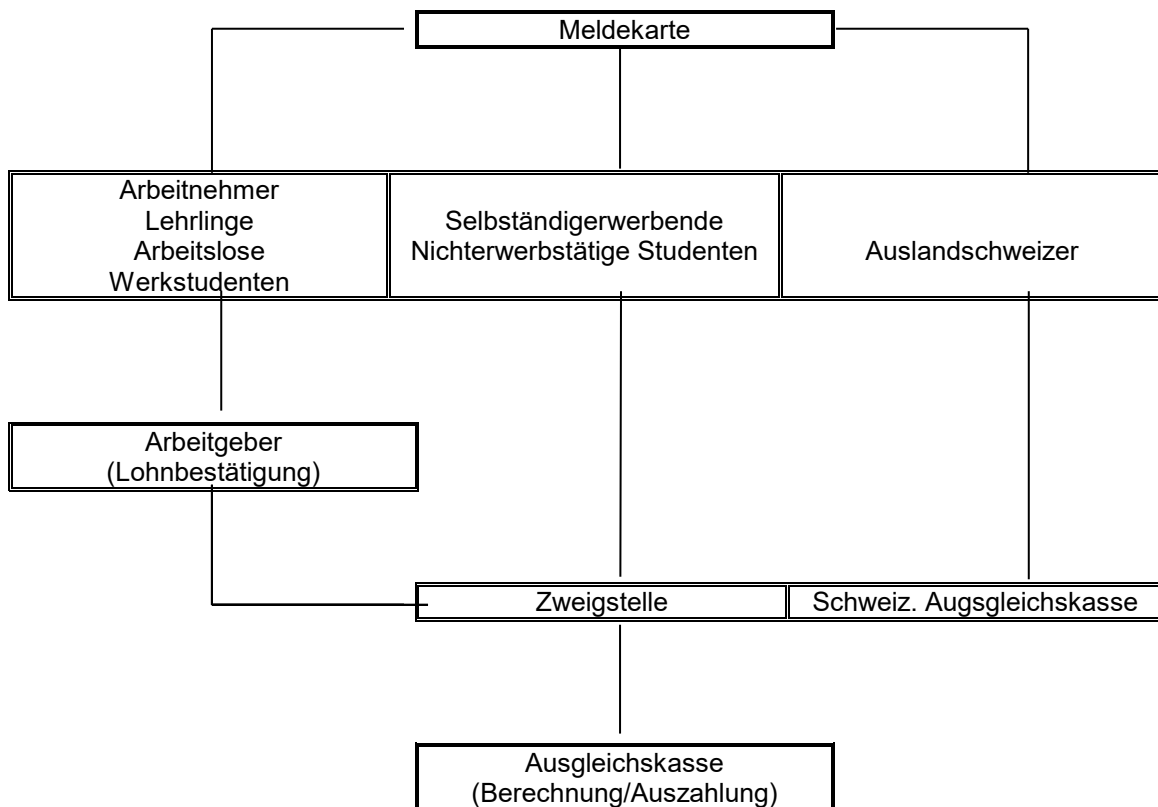 Meldekarte
Arbeitnehmer
Lehrlinge
Arbeitslose
Werkstudenten
Selbständigerwerbende
Nichterwerbstätige Studenten
Auslandschweizer
Arbeitgeber
(Lohnbestätigung)
Zweigstelle
Schweiz. Augsgleichskasse
Ausgleichskasse
(Berechnung/Auszahlung)